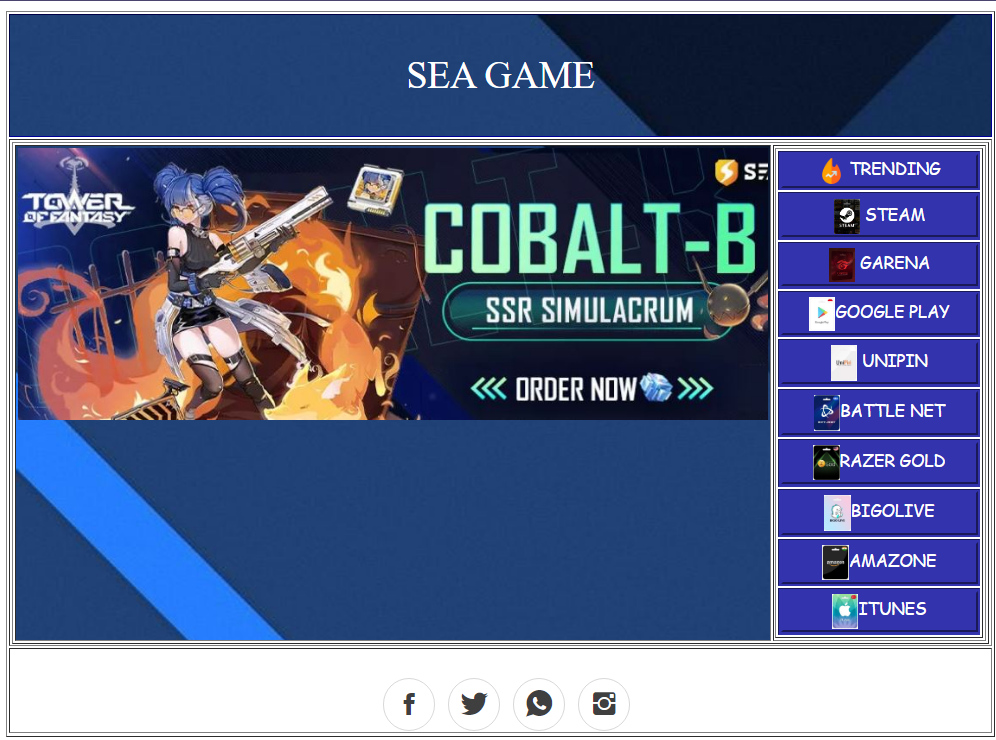 SEA GAME
TOWER
OF FANTASY
COBALT-B
SSR SIMULACRUM
ORDER NOW
TRENDING
STEAM
GARENA
GOOGLE PLAY
UNIPIN
BATTLE NET
RAZER GOLD
BIGOLIVE
AMAZONE
ITUNES